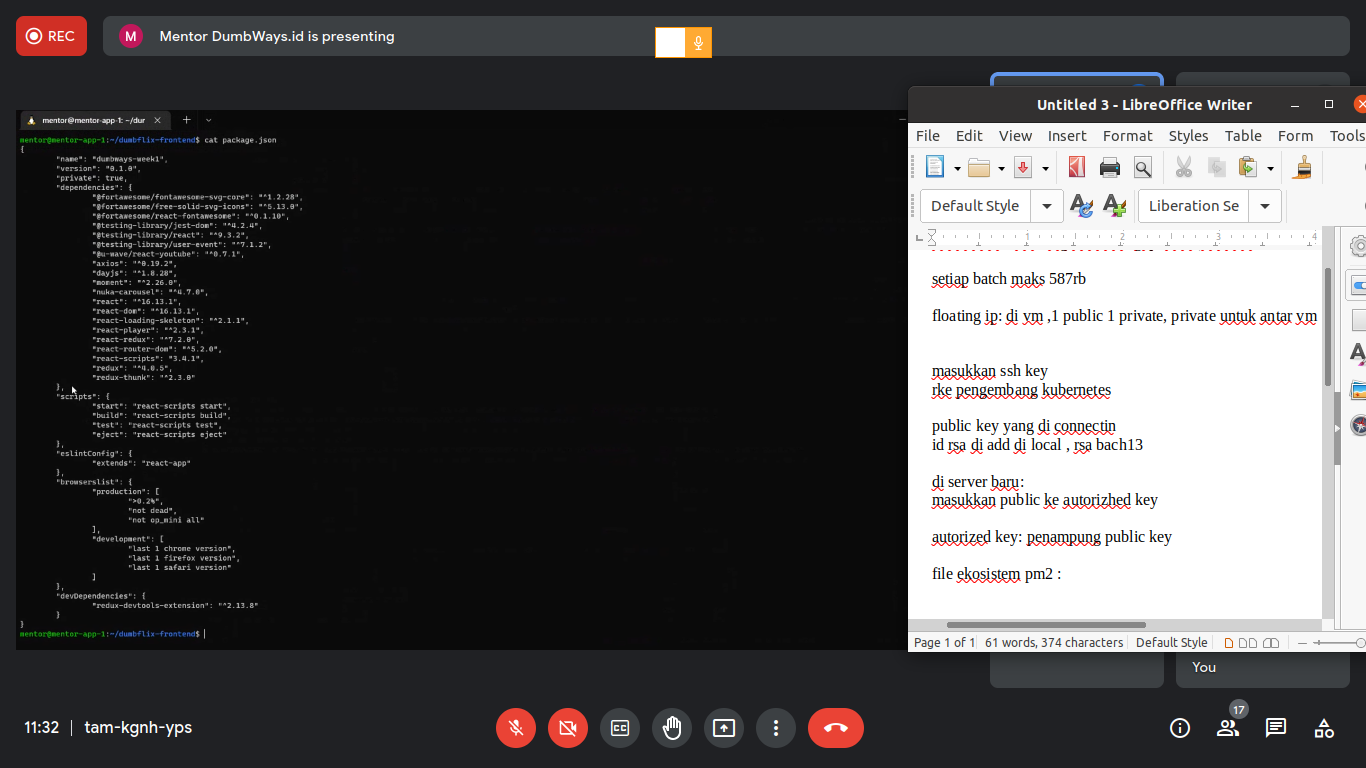 REC
M
Mentor DumbWays.id is presenting
mentor@mentor-app-1: ~/dur
mentor@mentor-app-1:~/dumbflix-frontend$ cat package.json
{
"name": "dumbways-week1",
"version": "0.1.0",
"private": true,
"dependencies": {
"@fortawesome/fontawesome-svg-core": "^1.2.28",
"@fortawesome/free-solid-svg-icons": "^5.13.0",
"@fortawesome/react-fontawesome": "^0.1.10",
"@testing-library/jest-dom": "^4.2.4",
"@testing-library/react": "^9.3.2",
"@testing-library/user-event": "^7.1.2",
"@u-wave/react-youtube": "^0.7.1",
"axios": "^0.19.2",
"dayjs": "^1.8.28",
"moment": "^2.26.0",
"nuka-carousel": "^4.7.0",
"react": "^16.13.1",
"react-dom": "^16.13.1",
"react-loading-skeleton": "^2.1.1",
"react-player": "^2.3.1",
"react-redux": "^7.2.0",
"react-router-dom": "^5.2.0",
"react-scripts": "3.4.1",
"redux": "^4.0.5",
"redux-thunk": "^2.3.0"
},
"scripts": {
"start": "react-scripts start",
"build": "react-scripts build",
"test": "react-scripts test",
"eject": "react-scripts eject"
},
"eslintConfig": {
"extends": "react-app"
},
"browserslist": {
"production": [
">0.2%",
"not dead",
"not op_mini all"
],
"development": [
"last 1 chrome version",
"last 1 firefox version",
"last 1 safari version"
]
},
"devDependencies": {
"redux-devtools-extension": "^2.13.8"
}
}
mentor@mentor-app-1:~/dumbflix-frontend$
Untitled 3 - LibreOffice Writer
File Edit View Insert Format Styles Table Form Tools
Default Style Liberation Se
1 2 3 4
setiap batch maks 587rb
floating ip: di vm ,1 public 1 private, private untuk antar vm
masukkan ssh key
rke pengembang kubernetes
public key yang di connectin
id rsa di add di local , rsa bach13
di server baru:
masukkan public ke autorizhed key
autorized key: penampung public key
file ekosistem pm2 :
Page 1 of 1 61 words, 374 characters Default Style
You
11:32 | tam-kgnh-yps
17